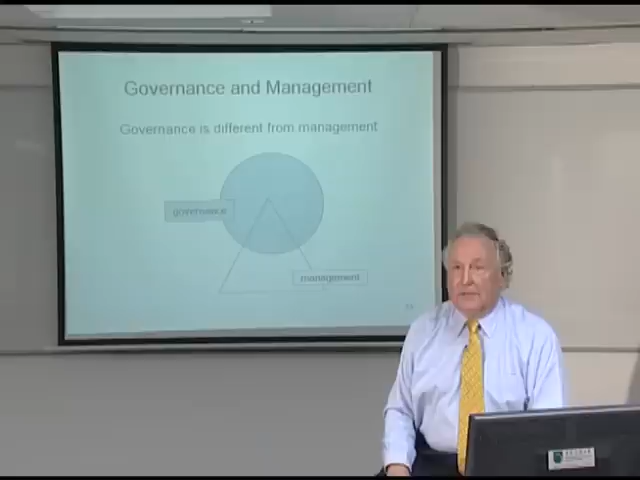 Governance and Management
Governance is different from management
governance
management